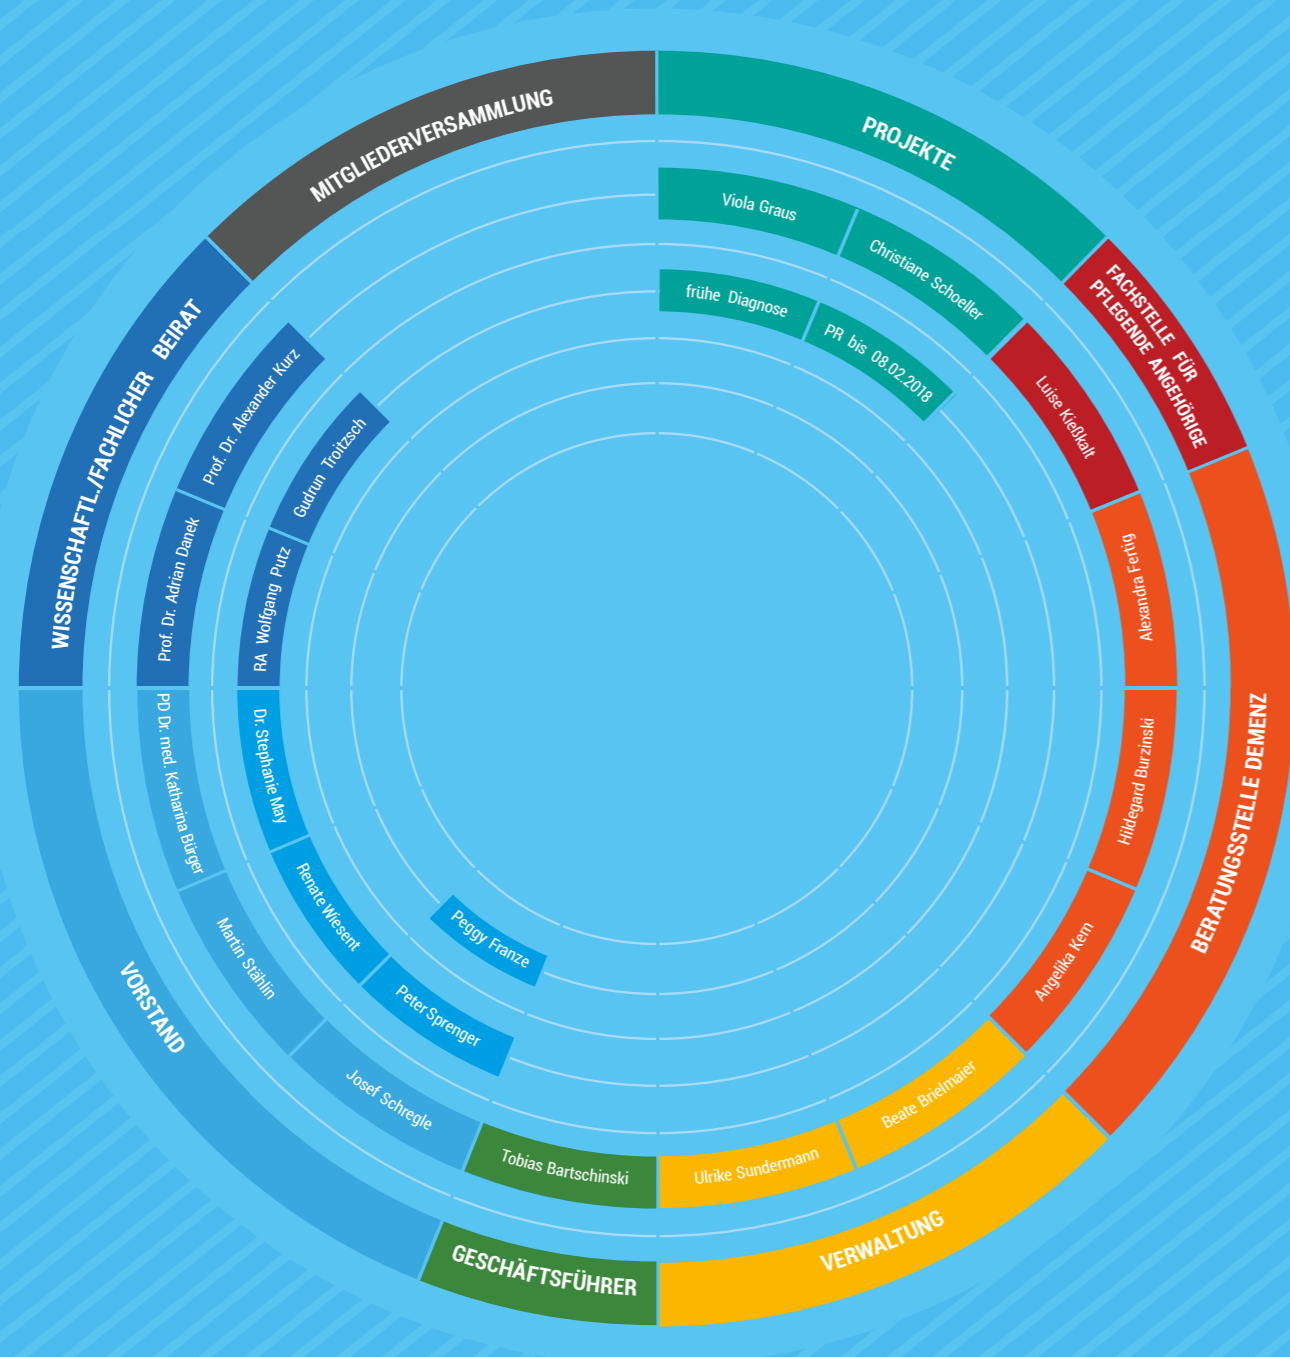 MITGLIEDERVERSAMMLUNG
PROJEKTE
Viola Graus
Christiane Schoeller
frühe Diagnose
PR bis 08.02.2018
FACHSTELLE FÜR
PFLEGENDE ANGEHÖRIGE
Luise Kießkalt
BERATUNGSSTELLE DEMENZ
Alexandra Fertig
Hildegard Burzinski
Angelika Kern
VERWALTUNG
Beate Brielmaier
Ulrike Sundermann
GESCHÄFTSFÜHRER
Tobias Bartschinski
VORSTAND
Josef Schregle
Martin Stählin
PD Dr. med. Katharina Bürger
Peter Sprenger
Renate Wiesent
Dr. Stephanie May
Peggy Franze
WISSENSCHAFTL./FACHLICHER BEIRAT
Prof. Dr. Adrian Danek
Prof. Dr. Alexander Kurz
RA Wolfgang Putz
Gudrun Troitzsch